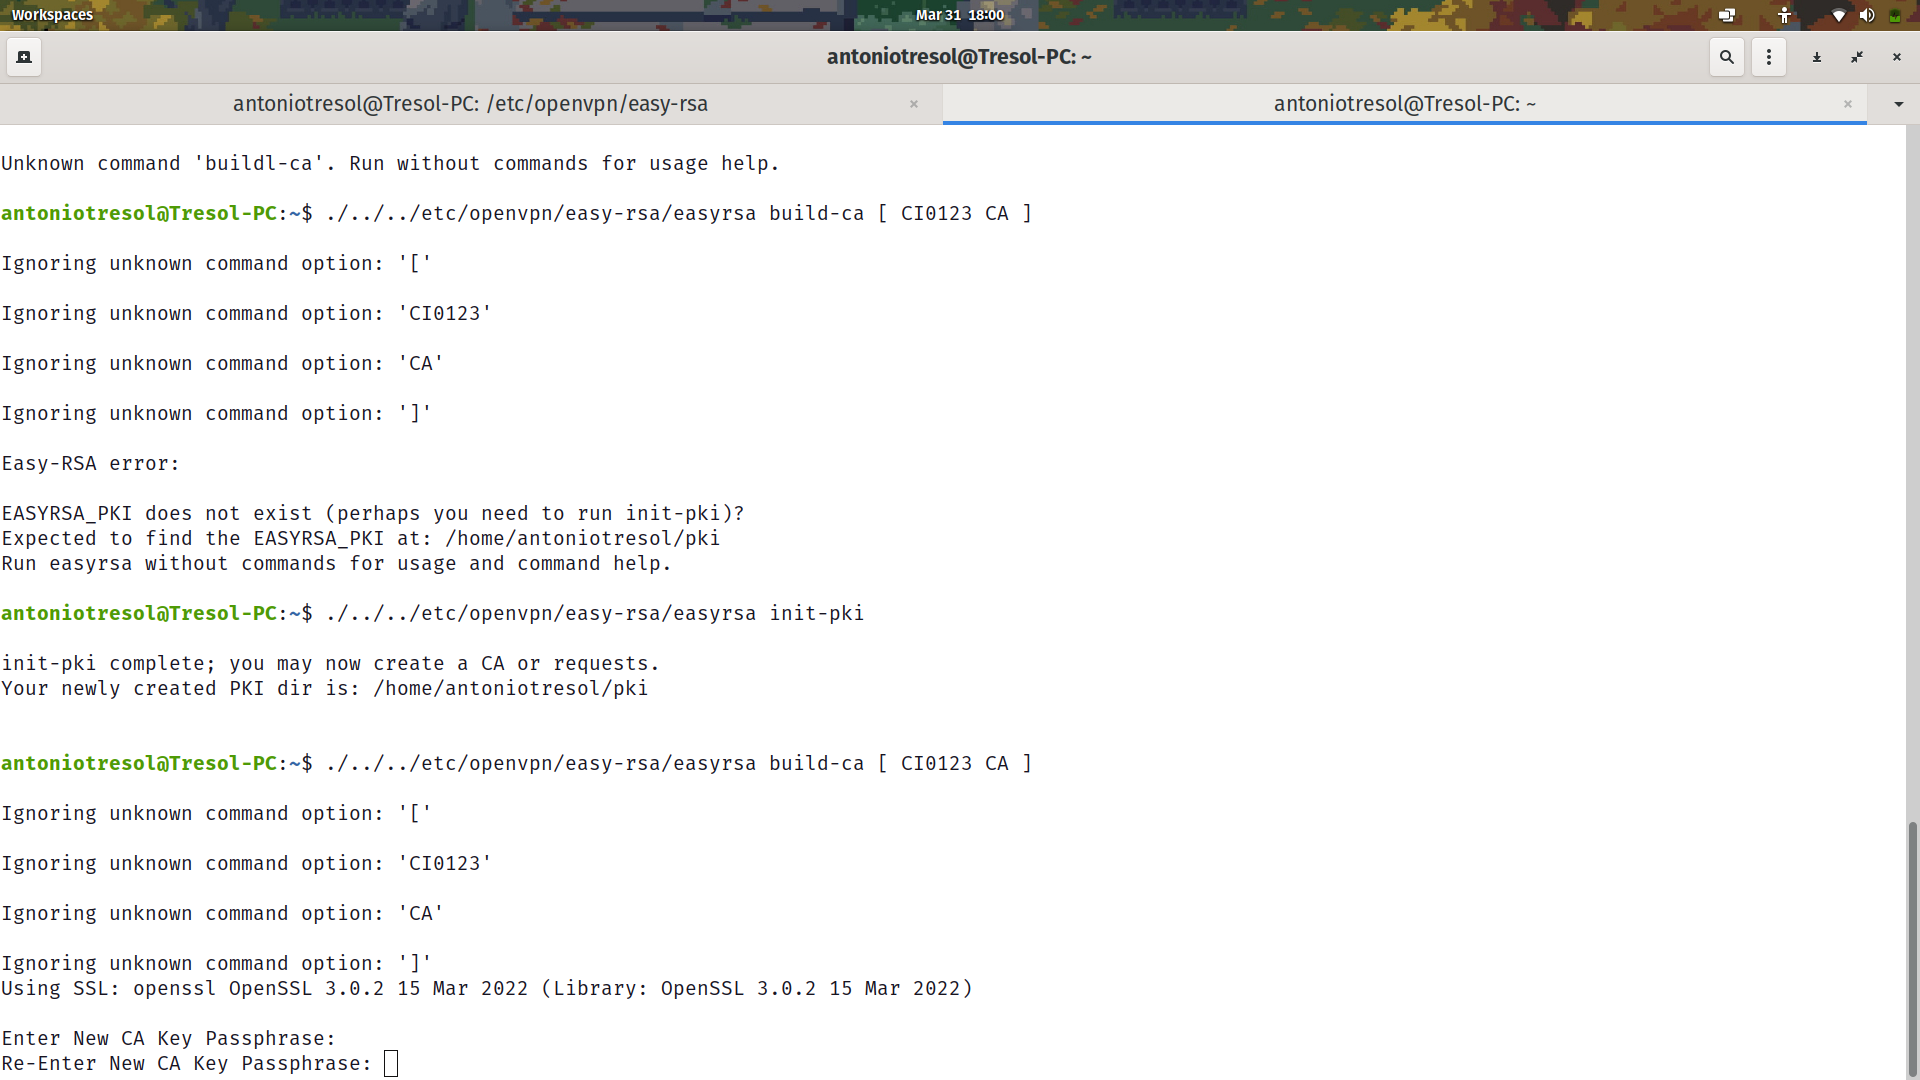 Workspaces
Mar 31 18:00
antoniotresol@Tresol-PC: ~
antoniotresol@Tresol-PC: /etc/openvpn/easy-rsa
antoniotresol@Tresol-PC: ~
Unknown command 'buildl-ca'. Run without commands for usage help.
antoniotresol@Tresol-PC:~$ ./../../etc/openvpn/easy-rsa/easyrsa build-ca [ CI0123 CA ]
Ignoring unknown command option: '['
Ignoring unknown command option: 'CI0123'
Ignoring unknown command option: 'CA'
Ignoring unknown command option: ']'
Easy-RSA error:
EASYRSA_PKI does not exist (perhaps you need to run init-pki)?
Expected to find the EASYRSA_PKI at: /home/antoniotresol/pki
Run easyrsa without commands for usage and command help.
antoniotresol@Tresol-PC:~$ ./../../etc/openvpn/easy-rsa/easyrsa init-pki
init-pki complete; you may now create a CA or requests.
Your newly created PKI dir is: /home/antoniotresol/pki
antoniotresol@Tresol-PC:~$ ./../../etc/openvpn/easy-rsa/easyrsa build-ca [ CI0123 CA ]
Ignoring unknown command option: '['
Ignoring unknown command option: 'CI0123'
Ignoring unknown command option: 'CA'
Ignoring unknown command option: ']'
Using SSL: openssl OpenSSL 3.0.2 15 Mar 2022 (Library: OpenSSL 3.0.2 15 Mar 2022)
Enter New CA Key Passphrase:
Re-Enter New CA Key Passphrase: